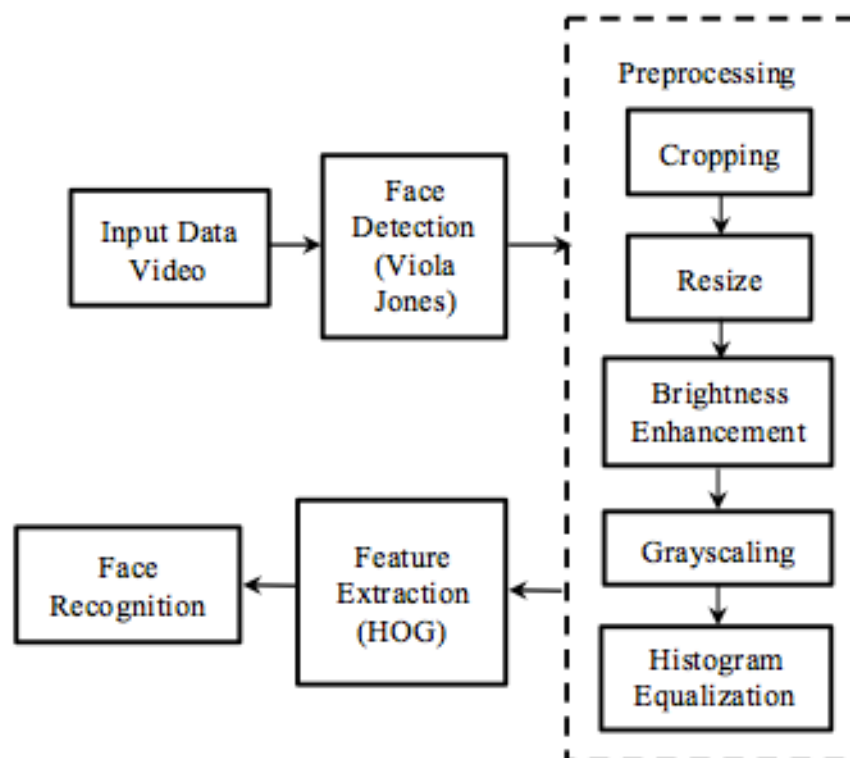 Input Data
Video
Face
Detection
(Viola
Jones)
Preprocessing
Cropping
Resize
Brightness
Enhancement
Grayscaling
Histogram
Equalization
Feature
Extraction
(HOG)
Face
Recognition